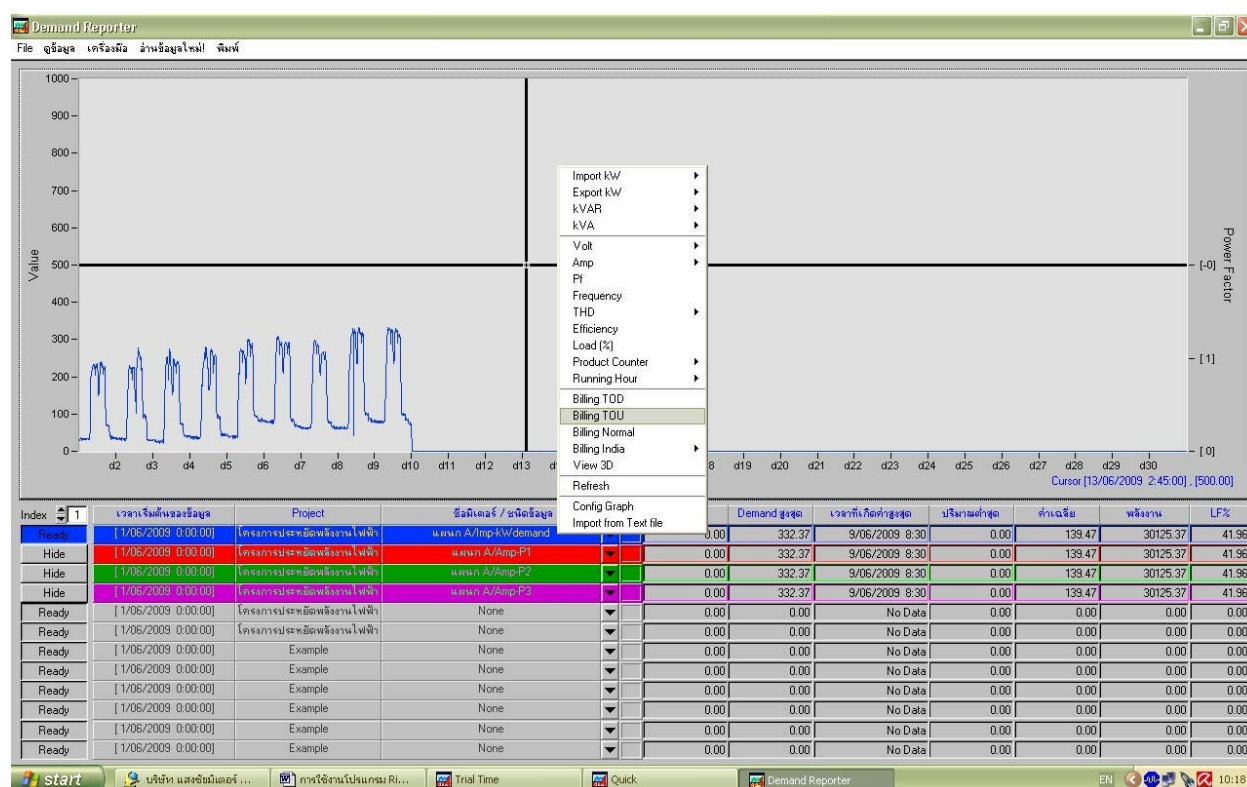 Demand Reporter
File ดูข้อมูล เครื่องมือ อ่านข้อมูลใหม่! พิมพ์
1000
900
800
700
600
500
400
300
200
100
0
Value
Power Factor
[-0]
[1]
[0]
Import kW
Export kW
kVAR
kVA
Volt
Amp
Pf
Frequency
THD
Efficiency
Load (%)
Product Counter
Running Hour
Billing TOD
Billing TOU
Billing Normal
Billing India
View 3D
Refresh
Config Graph
Import from Text file
d2 d3 d4 d5 d6 d7 d8 d9 d10 d11 d12 d13 d 8 d19 d20 d21 d22 d23 d24 d25 d26 d27 d28 d29 d30
Cursor [13/06/2009 2:45:00] , [500.00]
Index 1 เวลาเริ่มต้นของข้อมูล Project ชื่อมิเตอร์ / ชนิดข้อมูล Demand สูงสุด เวลาที่เกิดค่าสูงสุด ปริมาณต่ำสุด ค่าเฉลี่ย พลังงาน LF%
Ready [ 1/06/2009 0:00:00] โครงการประหยัดพลังงานไฟฟ้า แผนก A/Imp-kWdemand 0.00 332.37 9/06/2009 8:30 0.00 139.47 30125.37 41.96
Hide [ 1/06/2009 0:00:00] โครงการประหยัดพลังงานไฟฟ้า แผนก A/Amp-P1 0.00 332.37 9/06/2009 8:30 0.00 139.47 30125.37 41.96
Hide [ 1/06/2009 0:00:00] โครงการประหยัดพลังงานไฟฟ้า แผนก A/Amp-P2 0.00 332.37 9/06/2009 8:30 0.00 139.47 30125.37 41.96
Hide [ 1/06/2009 0:00:00] โครงการประหยัดพลังงานไฟฟ้า แผนก A/Amp-P3 0.00 332.37 9/06/2009 8:30 0.00 139.47 30125.37 41.96
Ready [ 1/06/2009 0:00:00] โครงการประหยัดพลังงานไฟฟ้า None 0.00 0.00 No Data 0.00 0.00 0.00 0.00
Ready [ 1/06/2009 0:00:00] โครงการประหยัดพลังงานไฟฟ้า None 0.00 0.00 No Data 0.00 0.00 0.00 0.00
Ready [ 1/06/2009 0:00:00] Example None 0.00 0.00 No Data 0.00 0.00 0.00 0.00
Ready [ 1/06/2009 0:00:00] Example None 0.00 0.00 No Data 0.00 0.00 0.00 0.00
Ready [ 1/06/2009 0:00:00] Example None 0.00 0.00 No Data 0.00 0.00 0.00 0.00
Ready [ 1/06/2009 0:00:00] Example None 0.00 0.00 No Data 0.00 0.00 0.00 0.00
Ready [ 1/06/2009 0:00:00] Example None 0.00 0.00 No Data 0.00 0.00 0.00 0.00
Ready [ 1/06/2009 0:00:00] Example None 0.00 0.00 No Data 0.00 0.00 0.00 0.00
start บริษัท แสงชัยมิเตอร์ ... การใช้งานโปรแกรม Ri... Trial Time Quick Demand Reporter EN 10:18